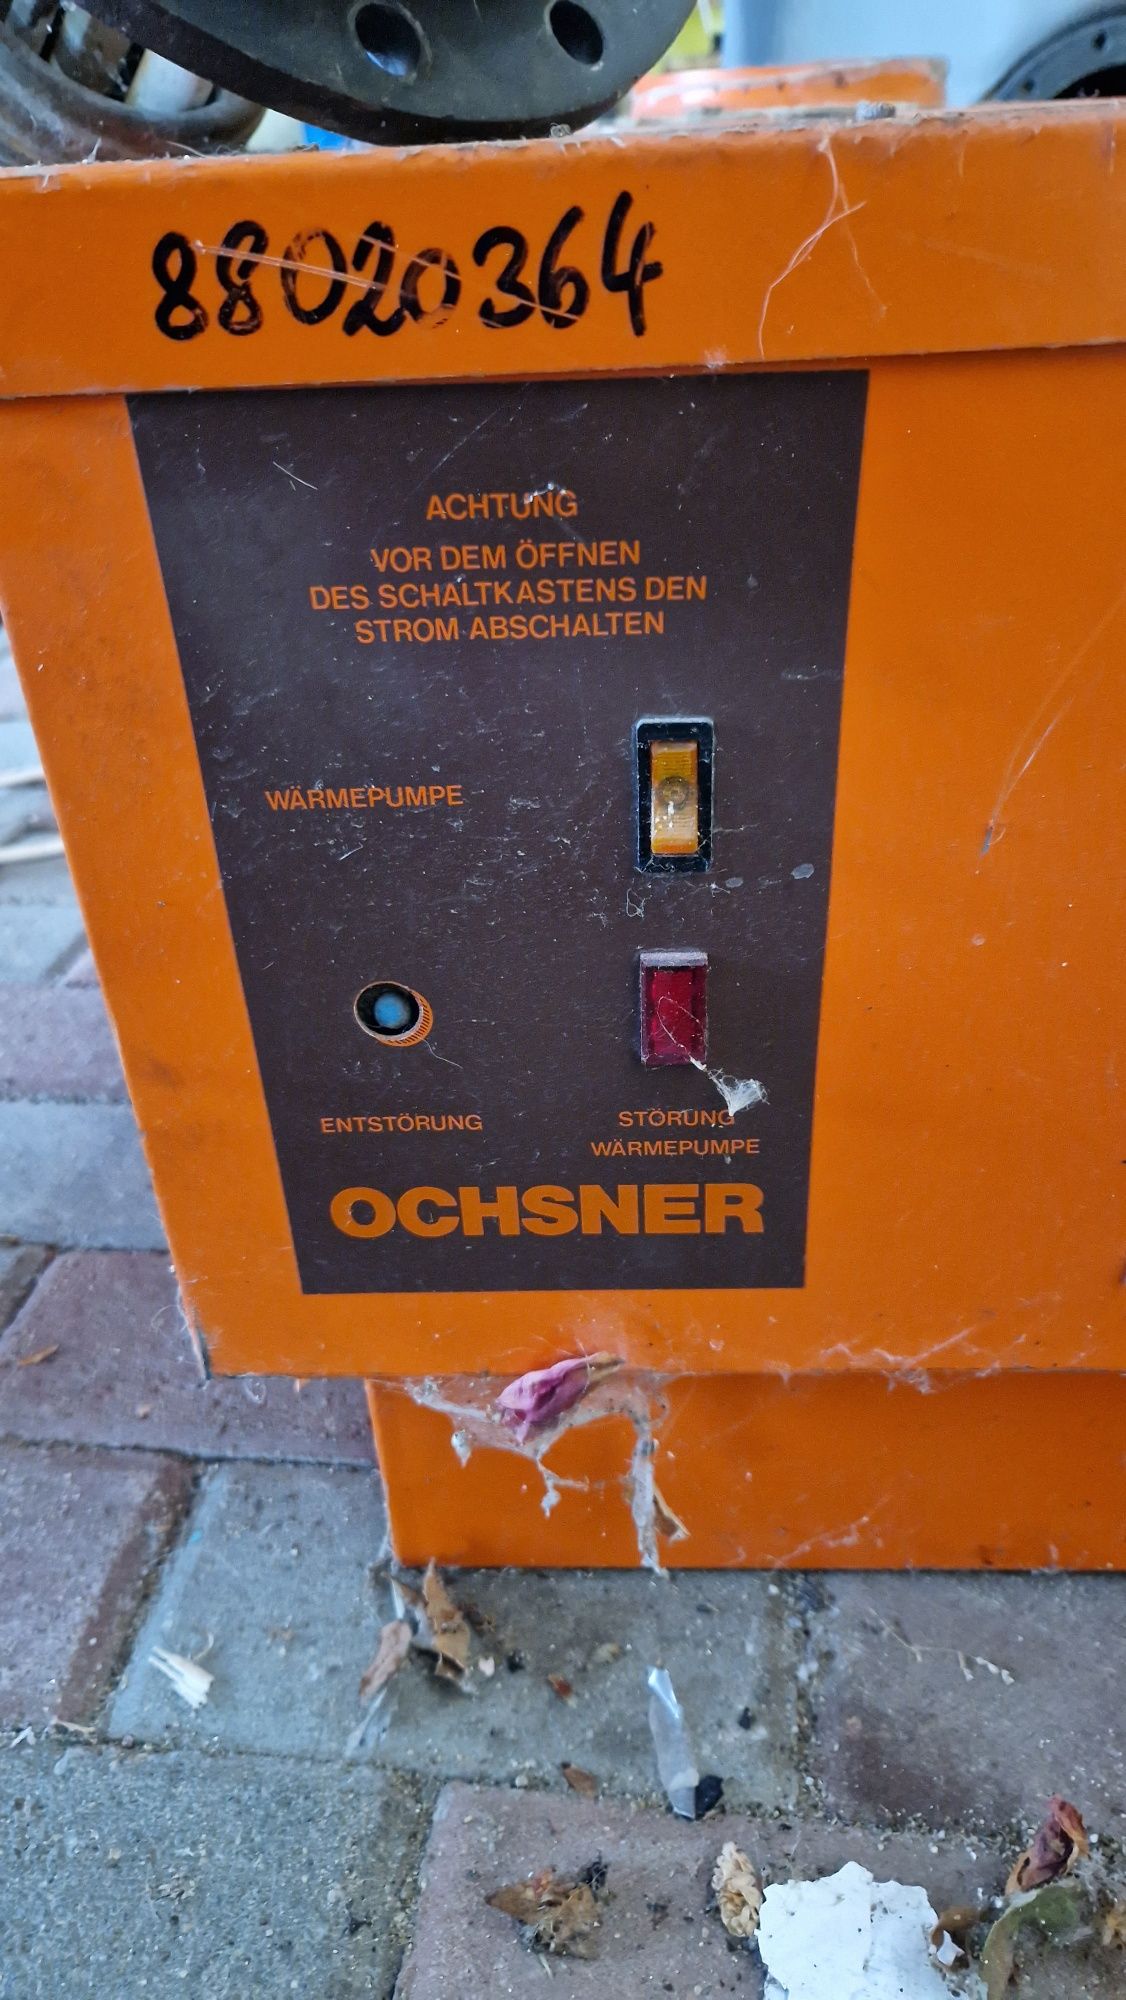 88020364
ACHTUNG
VOR DEM ÖFFNEN
DES SCHALTKASTENS DEN
STROM ABSCHALTEN
WÄRMEPUMPE
ENTSTÖRUNG
STÖRUNG
WÄRMEPUMPE
OCHSNER